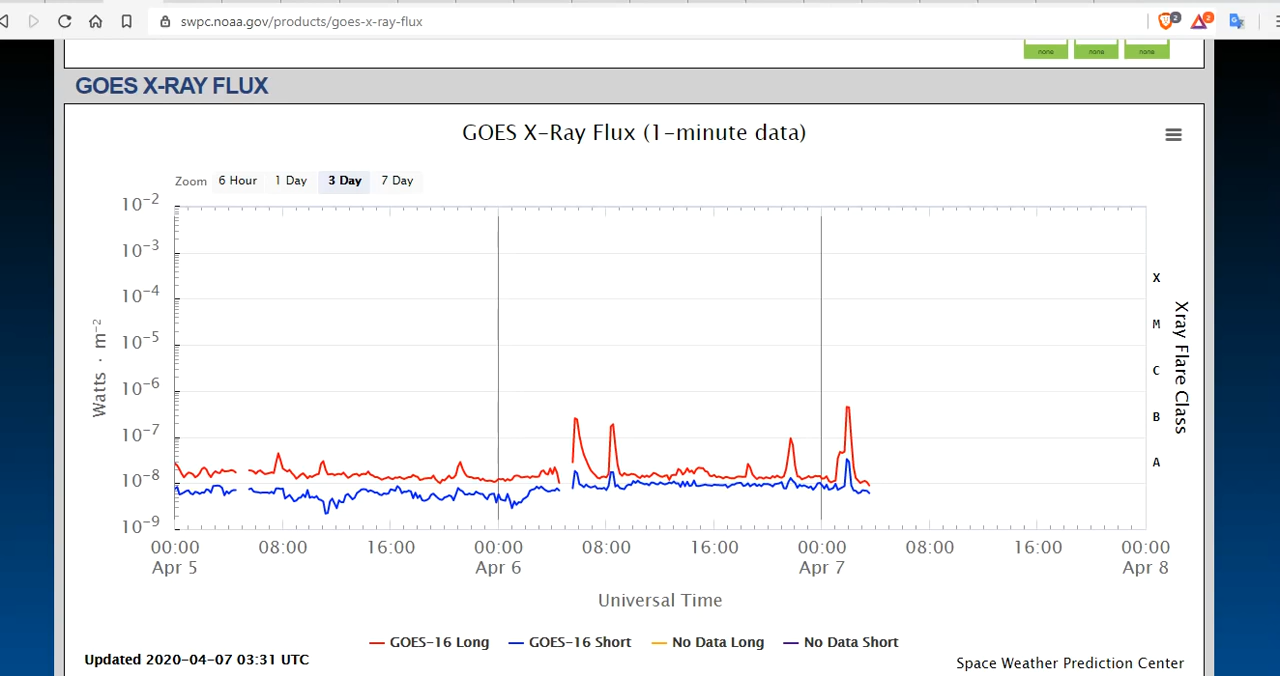 swpc.noaa.gov/products/goes-x-ray-flux
2
2
none none none
GOES X-RAY FLUX
GOES X-Ray Flux (1-minute data)
Zoom 6 Hour 1 Day 3 Day 7 Day
10-2
10-3
10-4
10-5
10-6
10-7
10-8
10-9
Watts · m-2
X
M
C
B
A
Xray Flare Class
00:00 08:00 16:00 00:00 08:00 16:00 00:00 08:00 16:00 00:00
Apr 5 Apr 6 Apr 7 Apr 8
Universal Time
GOES-16 Long GOES-16 Short No Data Long No Data Short
Updated 2020-04-07 03:31 UTC
Space Weather Prediction Center